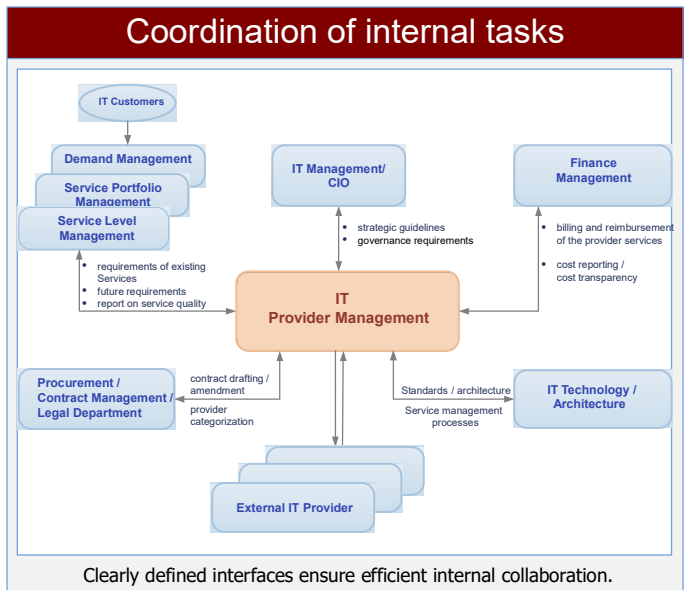 Coordination of internal tasks
IT Customers
Demand Management
Service Portfolio
Management
Service Level
Management
IT Management/
CIO
Finance
Management
• strategic guidelines
• governance requirements
• billing and reimbursement
of the provider services
• cost reporting /
cost transparency
• requirements of existing
Services
• future requirements
• report on service quality
IT
Provider Management
Procurement /
Contract Management /
Legal Department
contract drafting /
amendment
provider
categorization
Standards / architecture
Service management
processes
IT Technology /
Architecture
External IT Provider
Clearly defined interfaces ensure efficient internal collaboration.